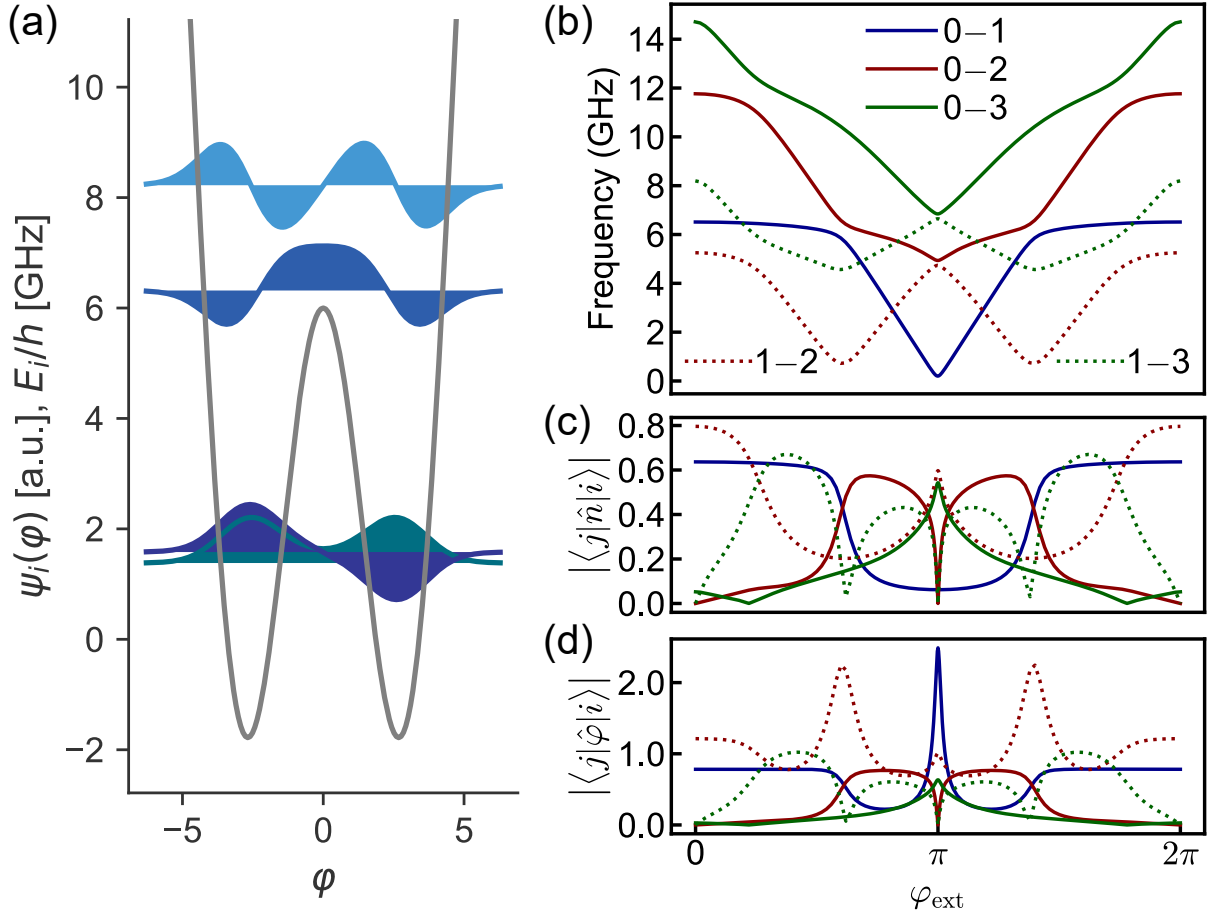 (a)
ψᵢ(φ) [a.u.], Eᵢ/h [GHz]
10
8
6
4
2
0
−2
−5
0
5
φ
(b)
Frequency (GHz)
14
12
10
8
6
4
2
0
0−1
0−2
0−3
1−2
1−3
(c)
|⟨j|n̂|i⟩|
0.8
0.6
0.4
0.2
0.0
(d)
|⟨j|φ̂|i⟩|
2.0
1.0
0.0
0
π
2π
φext